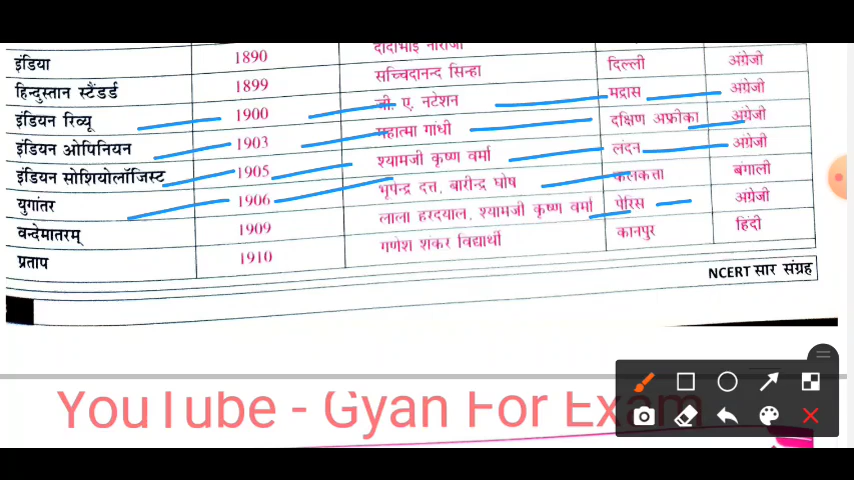 इंडिया 1890 दादाभाई नौरोजी
हिन्दुस्तान स्टैंडर्ड 1899 सच्चिदानन्द सिन्हा दिल्ली अंग्रेजी
इंडियन रिव्यू 1900 जी. ए. नटेशन मद्रास अंग्रेजी
इंडियन ओपिनियन 1903 महात्मा गांधी दक्षिण अफ्रीका अंग्रेजी
इंडियन सोशियोलॉजिस्ट 1905 श्यामजी कृष्ण वर्मा लंदन अंग्रेजी
युगांतर 1906 भूपेन्द्र दत्त, बारीन्द्र घोष कलकत्ता बंगाली
वन्देमातरम् 1909 लाला हरदयाल, श्यामजी कृष्ण वर्मा पेरिस अंग्रेजी
प्रताप 1910 गणेश शंकर विद्यार्थी कानपुर हिंदी
NCERT सार संग्रह
YouTube - Gyan For Exam